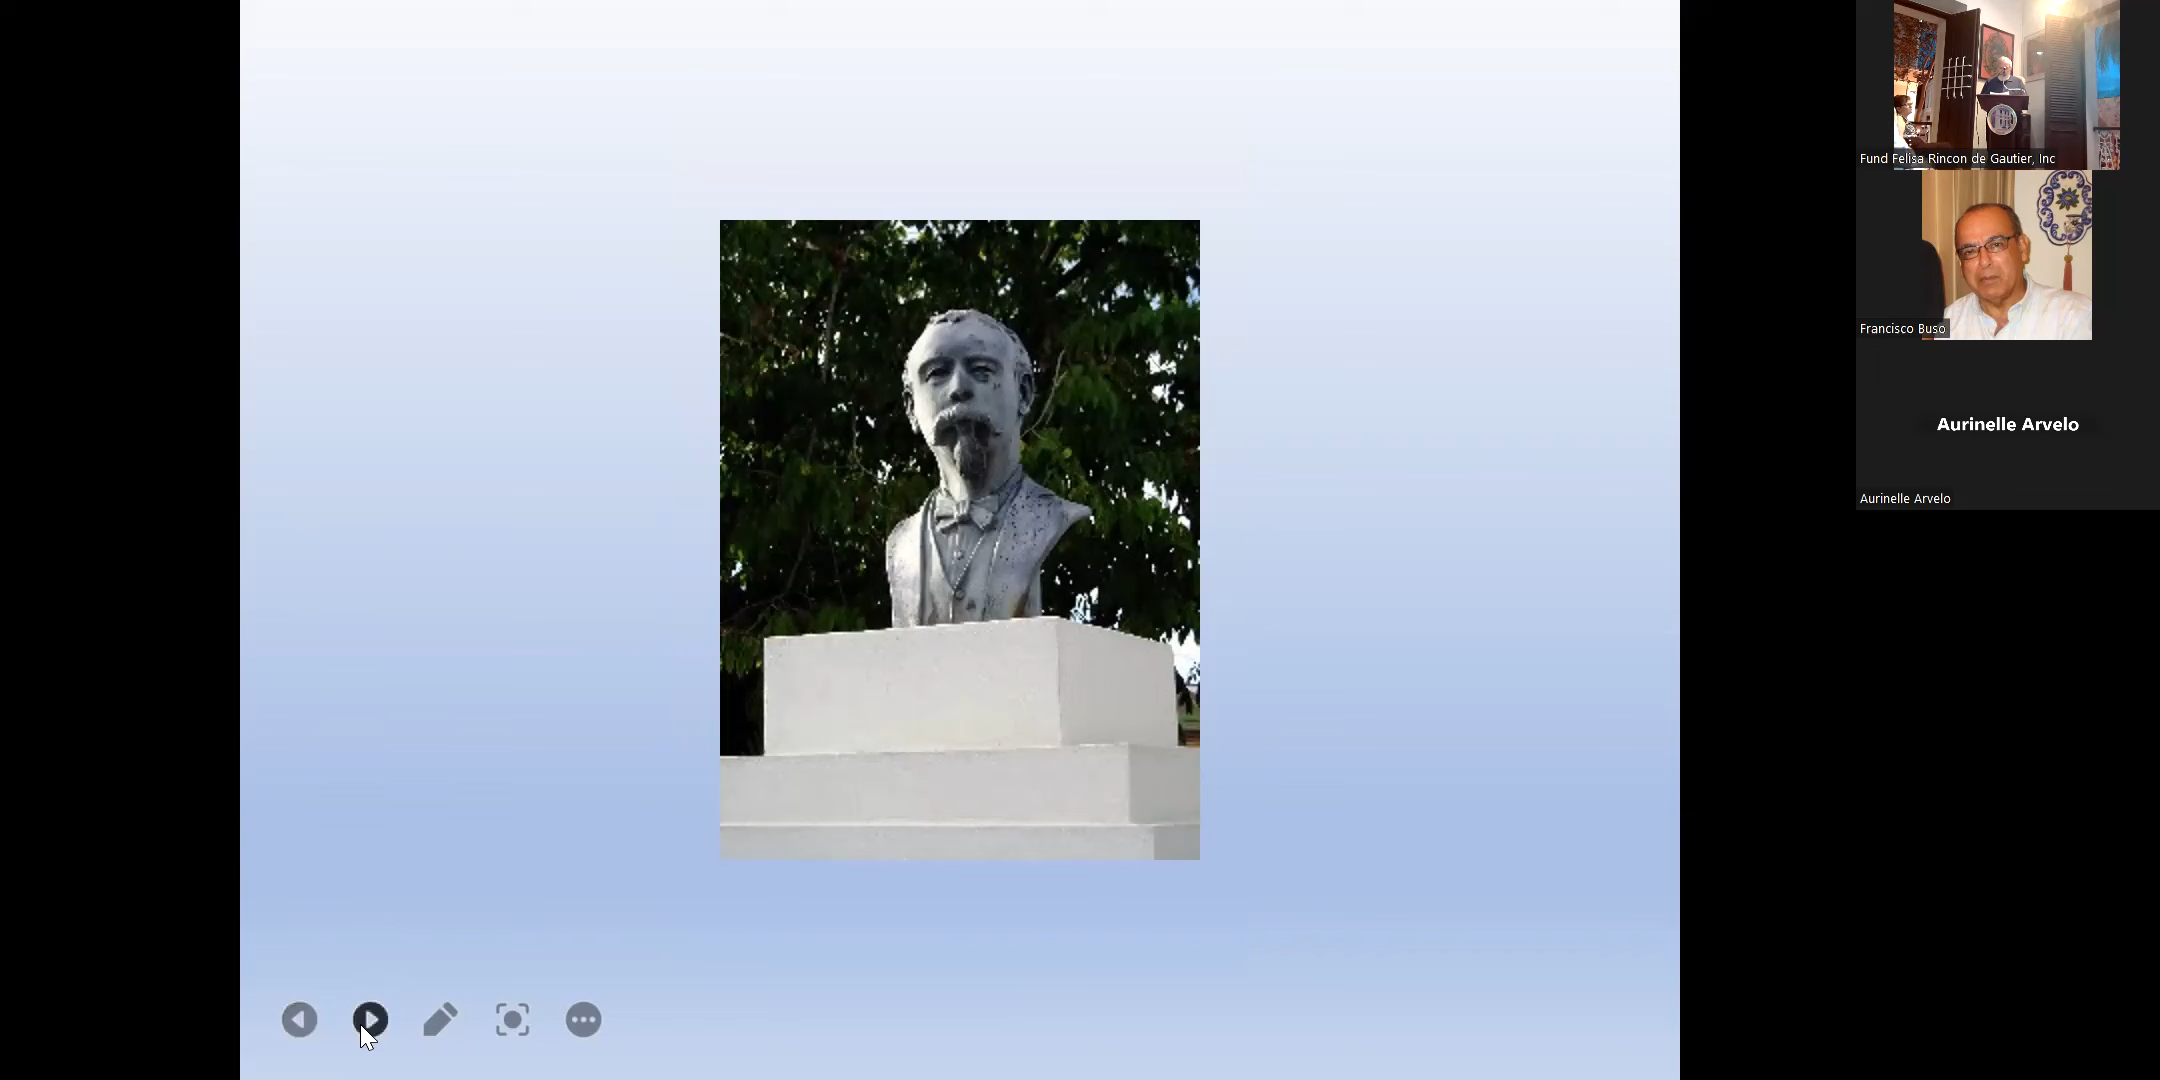 Fund Felisa Rincon de Gautier, Inc
Francisco Buso
Aurinelle Arvelo
Aurinelle Arvelo